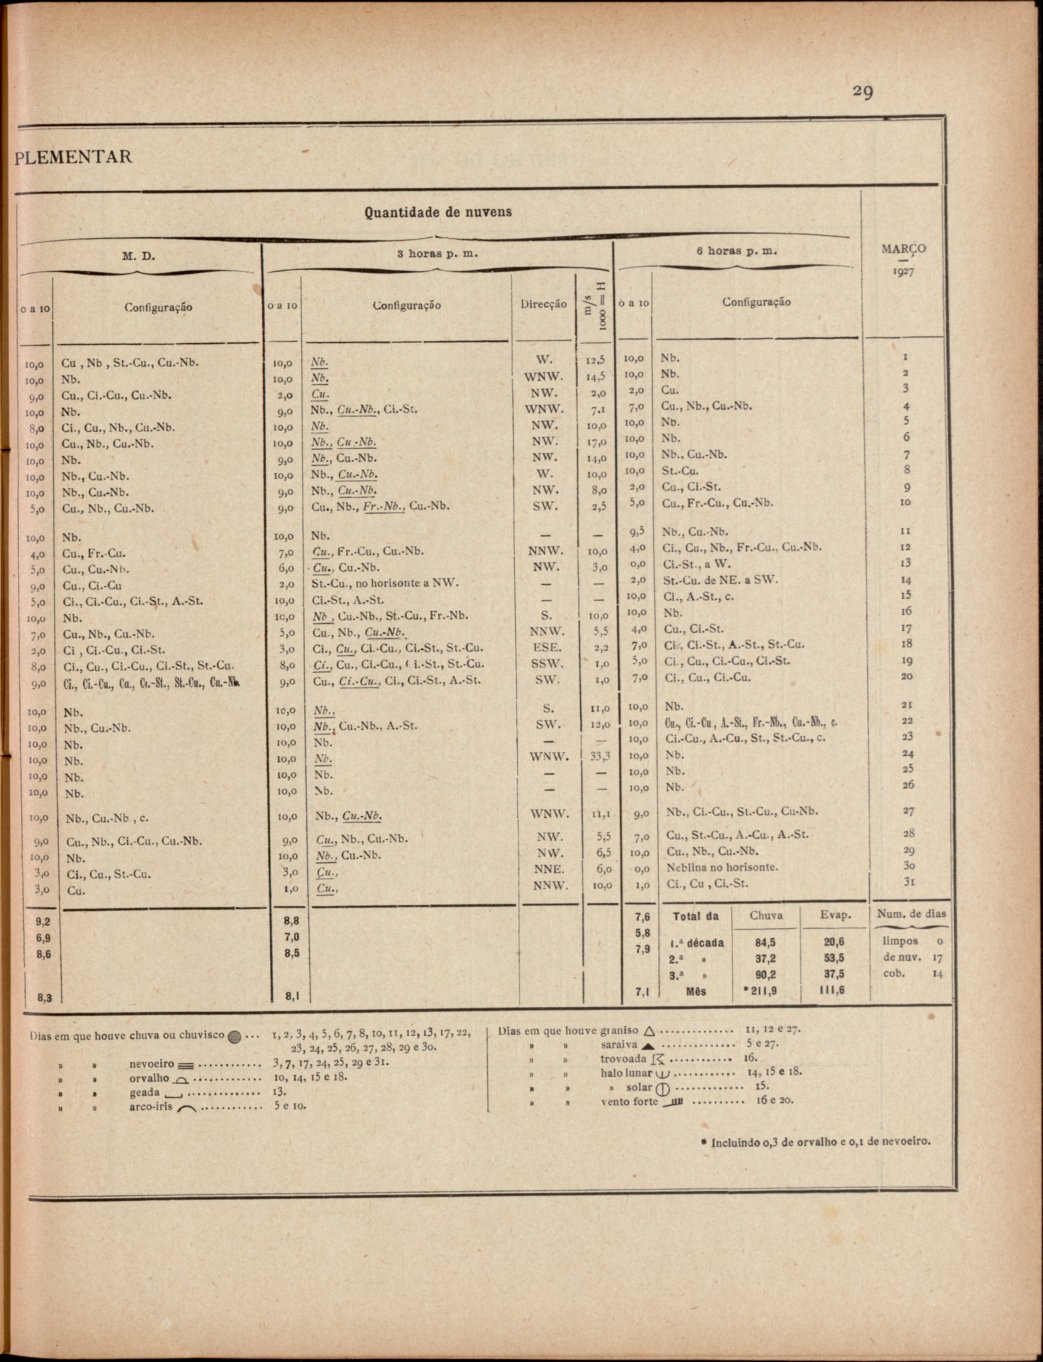 29
PLEMENTAR
Quantidade de nuvens
M. D. 3 horas p. m. 6 horas p. m. MARÇO
1927
0 a 10 Configuração 0 a 10 Configuração Direcção m/s 1000 = H 0 a 10 Configuração
10,0 Cu , Nb , St.-Cu., Cu.-Nb. 10,0 Nb. W. 12,5 10,0 Nb. 1
10,0 Nb. 10,0 Nb. WNW. 14,5 10,0 Nb. 2
9,0 Cu., Ci.-Cu., Cu.-Nb. 2,0 Cu. NW. 2,0 2,0 Cu. 3
10,0 Nb. 9,0 Nb., Cu.-Nb., Ci.-St. WNW. 7,1 7,0 Cu., Nb., Cu.-Nb. 4
8,0 Ci., Cu., Nb., Cu.-Nb. 10,0 Nb. NW. 10,0 10,0 Nb. 5
10,0 Cu., Nb., Cu.-Nb. 10,0 Nb., Cu -Nb. NW. 17,0 10,0 Nb. 6
10,0 Nb. 9,0 Nb., Cu.-Nb. NW. 14,0 10,0 Nb., Cu.-Nb. 7
10,0 Nb., Cu.-Nb. 10,0 Nb., Cu.-Nb. W. 10,0 10,0 St.-Cu. 8
10,0 Nb., Cu.-Nb. 9,0 Nb., Cu.-Nb. NW. 8,0 2,0 Cu., Ci.-St. 9
5,0 Cu., Nb., Cu.-Nb. 9,0 Cu., Nb., Fr.-Nb., Cu.-Nb. SW. 2,5 5,0 Cu., Fr.-Cu., Cu.-Nb. 10
10,0 Nb. 10,0 Nb. — — 9,5 Nb., Cu.-Nb. 11
4,0 Cu., Fr.-Cu. 7,0 Cu., Fr.-Cu., Cu.-Nb. NNW. 10,0 4,0 Ci., Cu., Nb., Fr.-Cu., Cu.-Nb. 12
5,0 Cu., Cu.-Nb. 6,0 Cu., Cu.-Nb. NW. 3,0 0,0 Ci.-St., a W. 13
9,0 Cu., Ci.-Cu 2,0 St.-Cu., no horisonte a NW. — — 2,0 St.-Cu. de NE. a SW. 14
5,0 Ci., Ci.-Cu., Ci.-St., A.-St. 10,0 Ci.-St., A.-St. — — 10,0 Ci., A.-St., c. 15
10,0 Nb. 10,0 Nb , Cu.-Nb., St.-Cu., Fr.-Nb. S. 10,0 10,0 Nb. 16
7,0 Cu., Nb., Cu.-Nb. 5,0 Cu., Nb., Cu.-Nb. NNW. 5,5 4,0 Cu., Ci.-St. 17
2,0 Ci , Ci.-Cu., Ci.-St. 3,0 Ci., Cu., Ci.-Cu., Ci.-St., St.-Cu. ESE. 2,2 7,0 Ci., Ci.-St., A.-St., St.-Cu. 18
8,0 Ci., Cu., Ci.-Cu., Ci.-St., St.-Cu. 8,0 Ci., Cu., Ci.-Cu., Ci.-St., St.-Cu. SSW. 1,0 5,0 Ci., Cu., Ci.-Cu., Ci.-St. 19
9,0 Ci., Ci.-Cu., Cu., Ci.-St., St.-Cu., Cu.-Nb. 9,0 Cu., Ci.-Cu., Ci., Ci.-St., A.-St. SW. 1,0 7,0 Ci., Cu., Ci.-Cu. 20
10,0 Nb. 10,0 Nb., S. 11,0 10,0 Nb. 21
10,0 Nb., Cu.-Nb. 10,0 Nb., Cu.-Nb., A.-St. SW. 12,0 10,0 Cu., Ci.-Cu , A.-St., Fr.-Nb., Cu.-Nb., c. 22
10,0 Nb. 10,0 Nb. — — 10,0 Ci.-Cu., A.-Cu., St., St.-Cu., c. 23
10,0 Nb. 10,0 Nb. WNW. 33,3 10,0 Nb. 24
10,0 Nb. 10,0 Nb. — — 10,0 Nb. 25
10,0 Nb. 10,0 Nb. — — 10,0 Nb. 26
10,0 Nb., Cu.-Nb , c. 10,0 Nb., Cu.-Nb. WNW. 11,1 9,0 Nb., Ci.-Cu., St.-Cu., Cu-Nb. 27
9,0 Cu., Nb., Ci.-Cu., Cu.-Nb. 9,0 Cu., Nb., Cu.-Nb. NW. 5,5 7,0 Cu., St.-Cu., A.-Cu., A.-St. 28
10,0 Nb. 10,0 Nb., Cu.-Nb. NW. 6,5 10,0 Cu., Nb., Cu.-Nb. 29
3,0 Ci., Cu., St.-Cu. 3,0 Cu., NNE. 6,0 0,0 Neblina no horisonte. 30
3,0 Cu. 1,0 Cu., NNW. 10,0 1,0 Ci., Cu , Ci.-St. 31
9,2 8,8 7,6 Total da Chuva Evap. Num. de dias
6,9 7,0 5,8 1.ª década 84,5 20,6 limpos 0
8,6 8,5 7,9 2.ª » 37,2 53,5 de nuv. 17
3.ª » 90,2 37,5 cob. 14
8,3 8,1 7,1 Mês *211,9 111,6
Dias em que houve chuva ou chuvisco ... 1, 2, 3, 4, 5, 6, 7, 8, 10, 11, 12, 13, 17, 22,
23, 24, 25, 26, 27, 28, 29 e 30.
» » nevoeiro ........... 3, 7, 17, 24, 25, 29 e 31.
» » orvalho ............ 10, 14, 15 e 18.
» » geada ............. 13.
» » arco-iris ........... 5 e 10.
Dias em que houve graniso .............. 11, 12 e 27.
» » saraiva .............. 5 e 27.
» » trovoada ............ 16.
» » halo lunar ............ 14, 15 e 18.
» » » solar ............. 15.
» » vento forte .......... 16 e 20.
* Incluindo 0,3 de orvalho e 0,1 de nevoeiro.